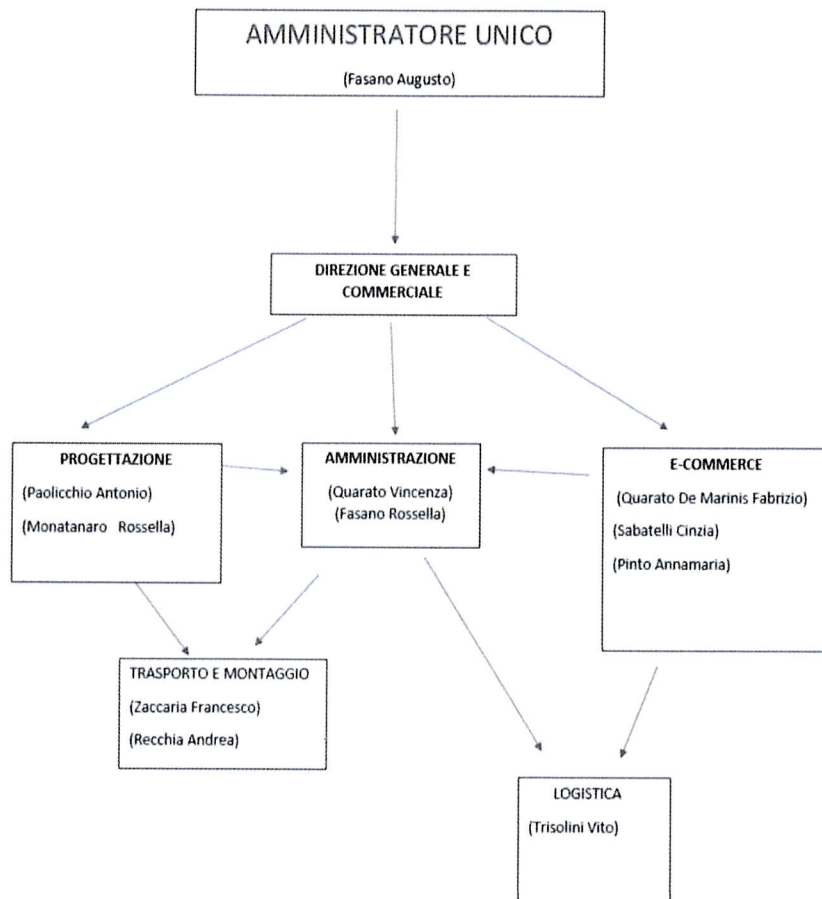 AMMINISTRATORE UNICO
(Fasano Augusto)
DIREZIONE GENERALE E
COMMERCIALE
PROGETTAZIONE
(Paolicchio Antonio)
(Monatanaro Rossella)
AMMINISTRAZIONE
(Quarato Vincenza)
(Fasano Rossella)
E-COMMERCE
(Quarato De Marinis Fabrizio)
(Sabatelli Cinzia)
(Pinto Annamaria)
TRASPORTO E MONTAGGIO
(Zaccaria Francesco)
(Recchia Andrea)
LOGISTICA
(Trisolini Vito)